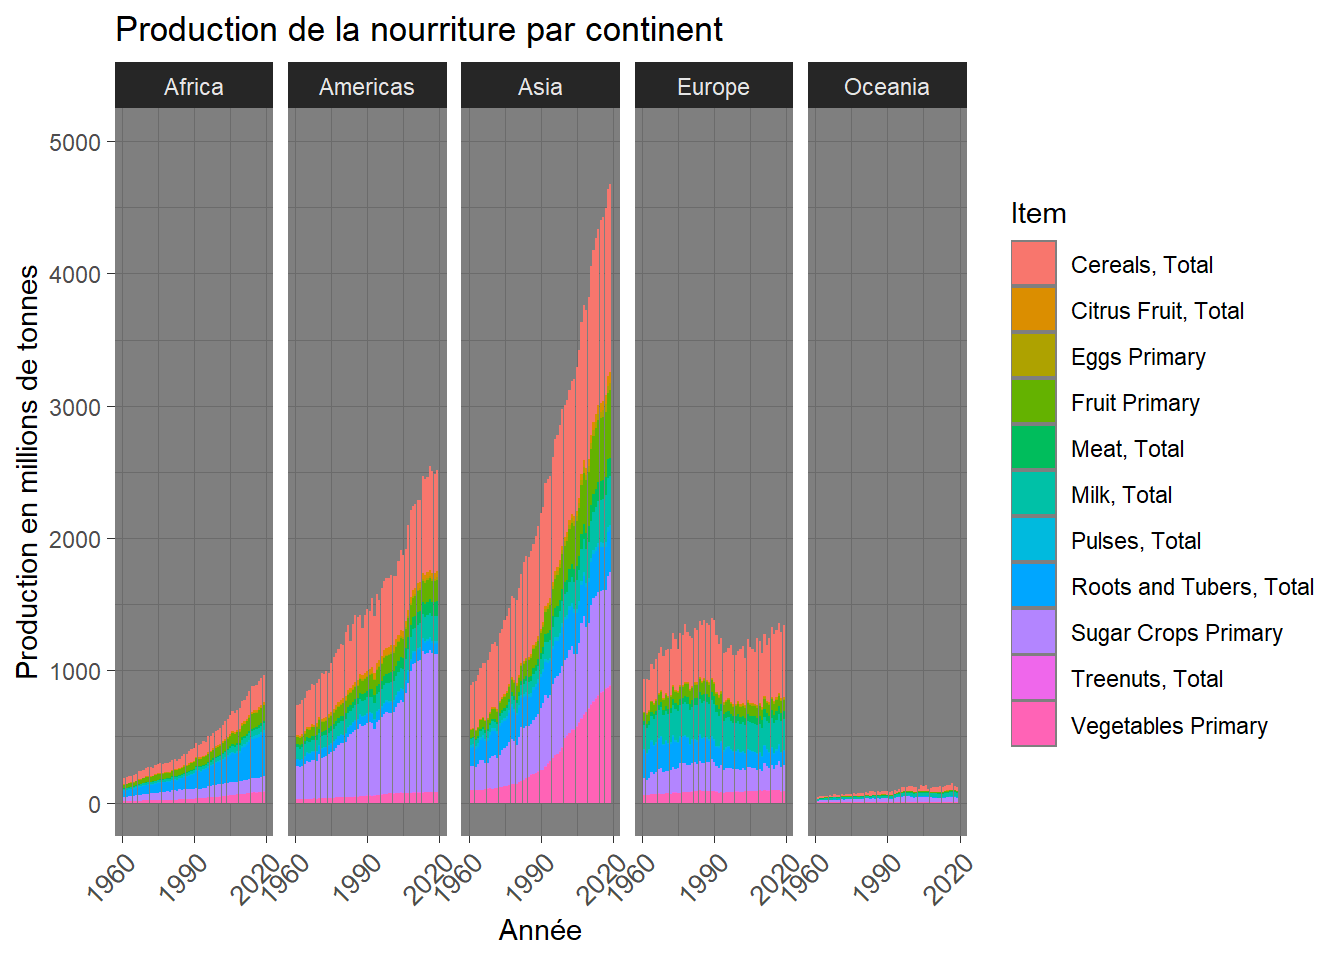 Production de la nourriture par continent
Africa
Americas
Asia
Europe
Oceania
5000
4000
3000
2000
1000
0
Production en millions de tonnes
1960
1990
2020
1960
1990
2020
1960
1990
2020
1960
1990
2020
1960
1990
2020
Année
Item
Cereals, Total
Citrus Fruit, Total
Eggs Primary
Fruit Primary
Meat, Total
Milk, Total
Pulses, Total
Roots and Tubers, Total
Sugar Crops Primary
Treenuts, Total
Vegetables Primary